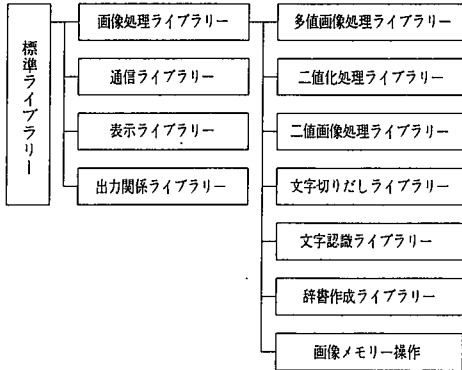 標準ライブラリー
画像処理ライブラリー
通信ライブラリー
表示ライブラリー
出力関係ライブラリー
多値画像処理ライブラリー
二値化処理ライブラリー
二値画像処理ライブラリー
文字切りだしライブラリー
文字認識ライブラリー
辞書作成ライブラリー
画像メモリー操作